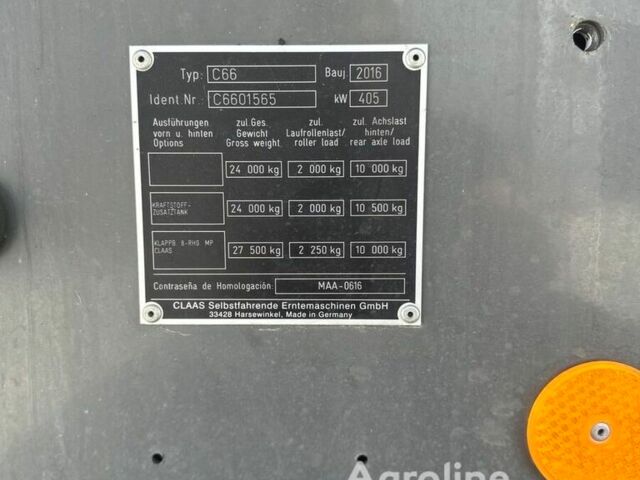 Typ: C66 Bauj. 2016
Ident.Nr.: C6601565 kW 405
Ausführungen vorn u. hinten Options zul.Ges. Gewicht Gross weight zul. Laufrollenlast/ roller load zul. Achslast hinten/ rear axle load
24 000 kg 2 000 kg 10 000 kg
KRAFTSTOFF- ZUSATZTANK 24 000 kg 2 000 kg 10 500 kg
KLAPPB 8-RHG MP CLAAS 27 500 kg 2 250 kg 10 000 kg
Contraseña de Homologación: MAA-0616
CLAAS Selbstfahrende Erntemaschinen GmbH
33428 Harsewinkel, Made in Germany
Agroline